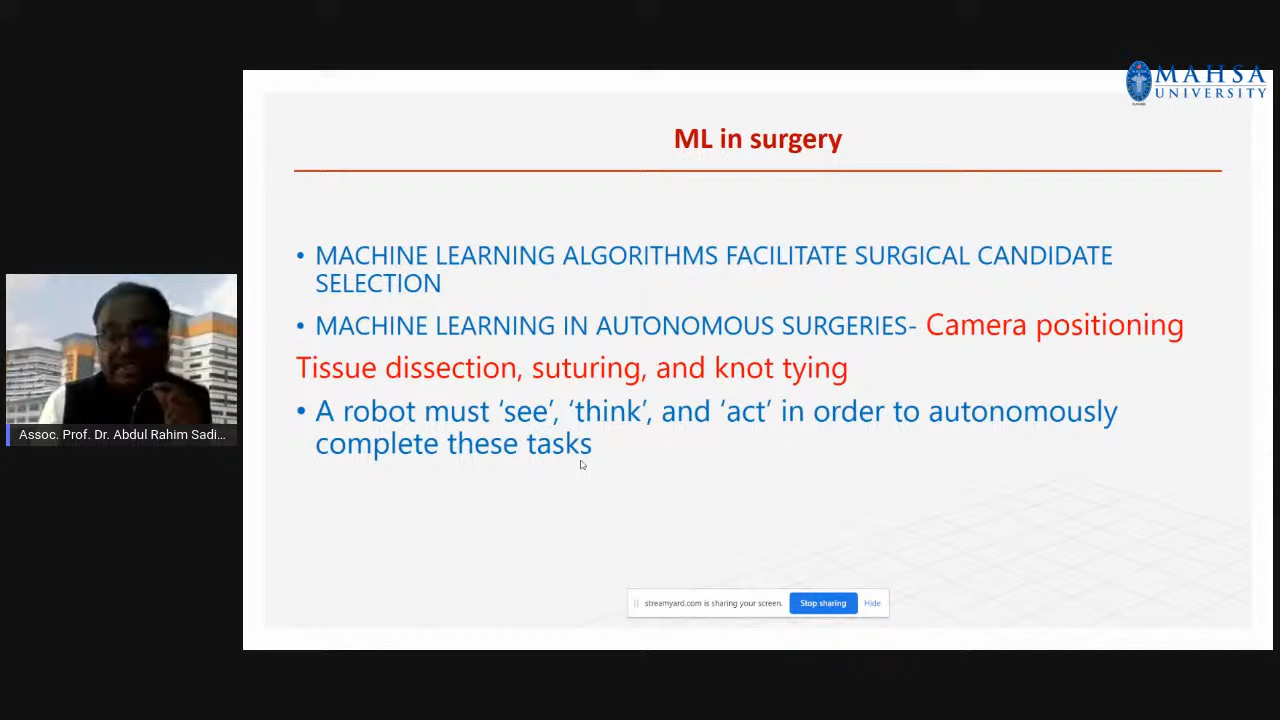 MAHSA
UNIVERSITY
ML in surgery
• MACHINE LEARNING ALGORITHMS FACILITATE SURGICAL CANDIDATE
SELECTION
• MACHINE LEARNING IN AUTONOMOUS SURGERIES- Camera positioning
Tissue dissection, suturing, and knot tying
• A robot must ‘see’, ‘think’, and ‘act’ in order to autonomously
complete these tasks
Assoc. Prof. Dr. Abdul Rahim Sadi...
streamyard.com is sharing your screen. Stop sharing Hide